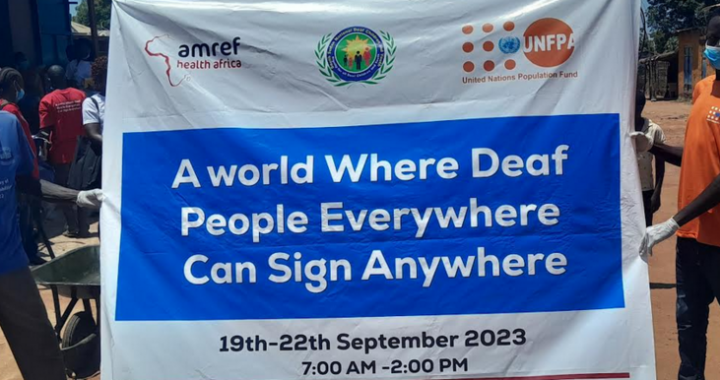 amref
health africa
UNFPA
United Nations Population Fund
A world Where Deaf
People Everywhere
Can Sign Anywhere
19th-22th September 2023
7:00 AM -2:00 PM